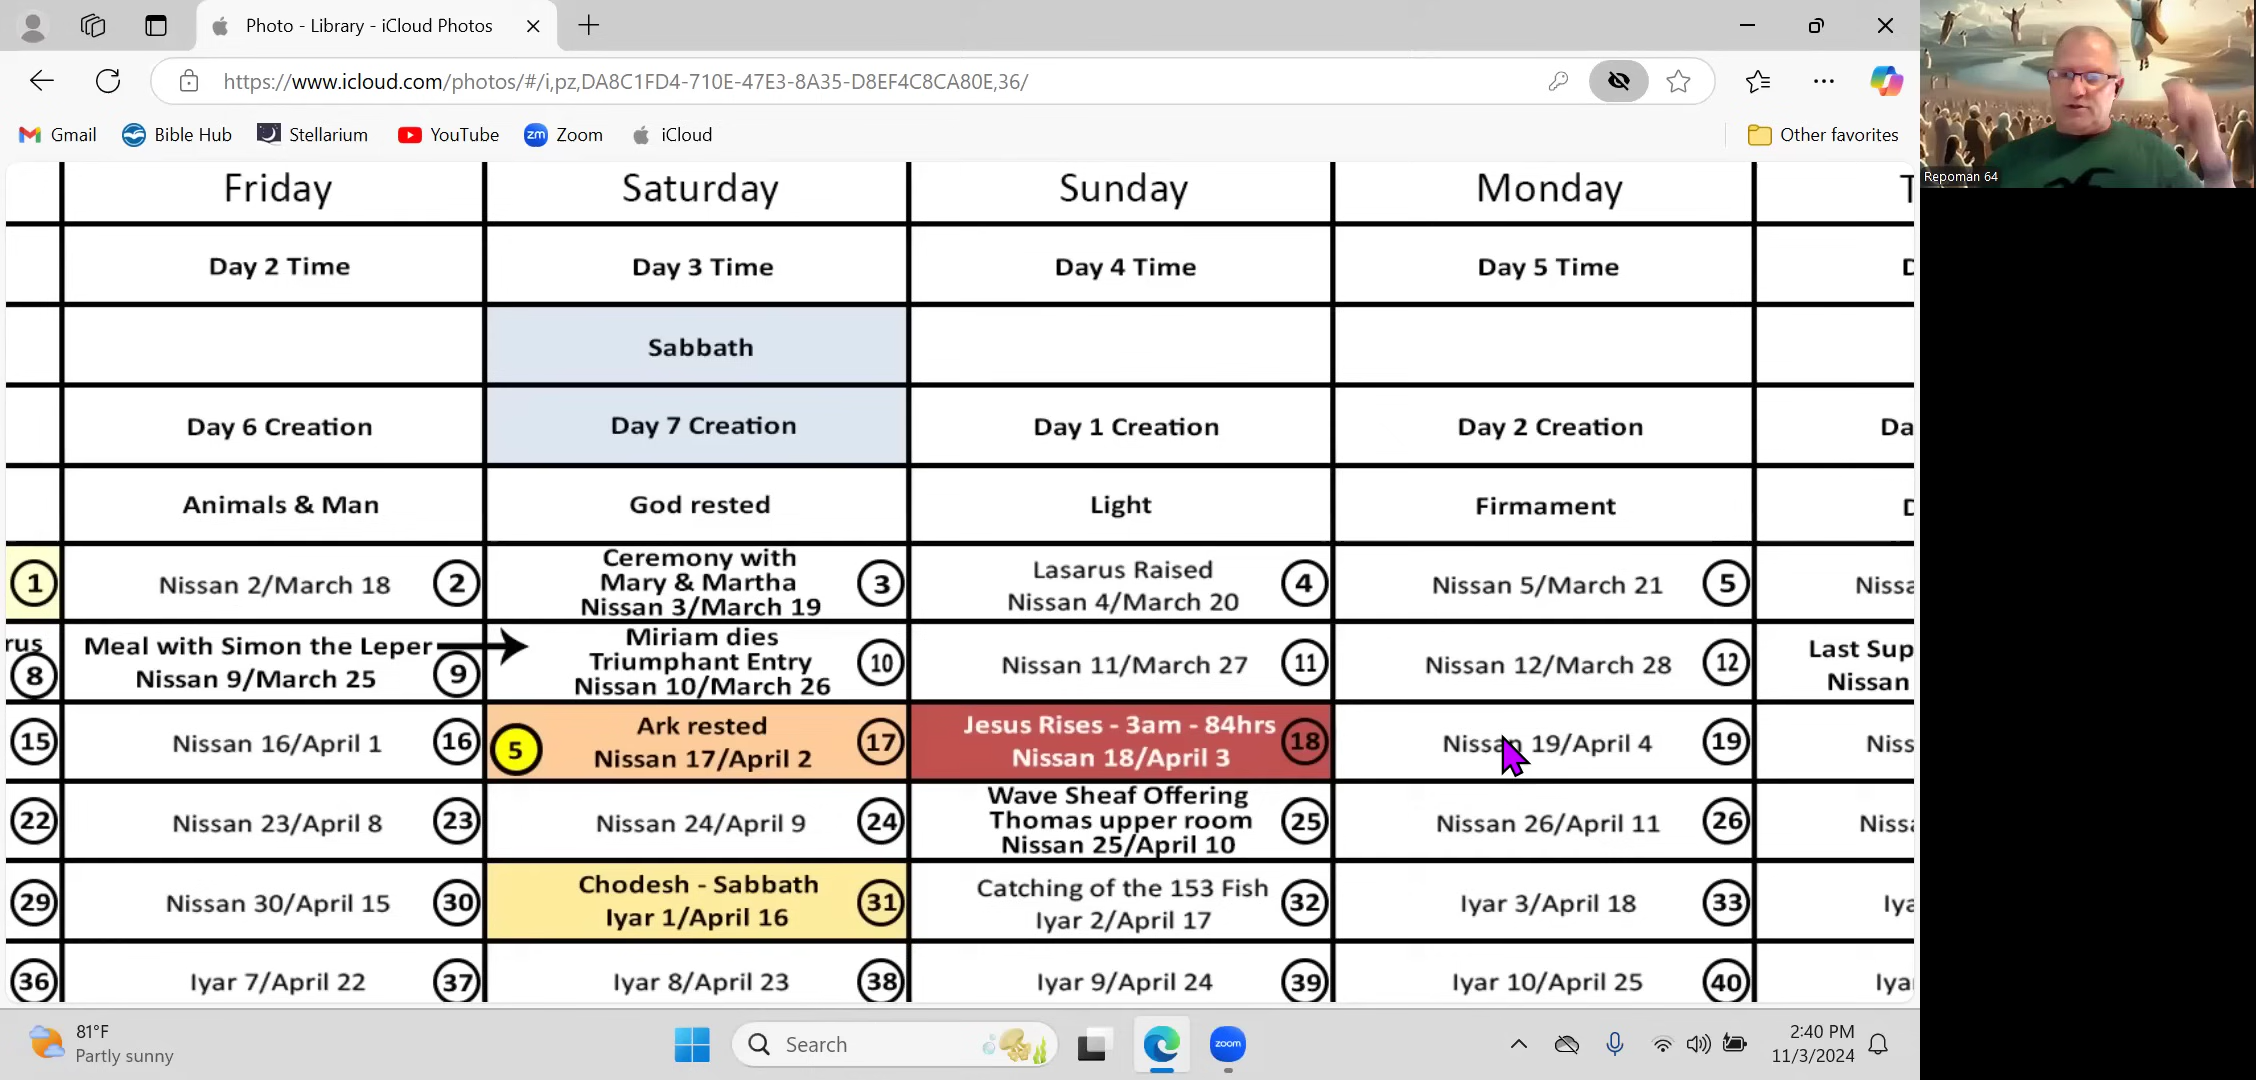 Photo - Library - iCloud Photos
https://www.icloud.com/photos/#/i,pz,DA8C1FD4-710E-47E3-8A35-D8EF4C8CA80E,36/
Gmail
Bible Hub
Stellarium
YouTube
zm
Zoom
iCloud
Other favorites
Repoman 64
Friday
Saturday
Sunday
Monday
T
Day 2 Time
Day 3 Time
Day 4 Time
Day 5 Time
Sabbath
Day 6 Creation
Day 7 Creation
Day 1 Creation
Day 2 Creation
Da
Animals & Man
God rested
Light
Firmament
1
Nissan 2/March 18
2
Ceremony with
Mary & Martha
Nissan 3/March 19
3
Lasarus Raised
Nissan 4/March 20
4
Nissan 5/March 21
5
Nissa
rus
8
Meal with Simon the Leper
Nissan 9/March 25
9
Miriam dies
Triumphant Entry
Nissan 10/March 26
10
Nissan 11/March 27
11
Nissan 12/March 28
12
Last Sup
Nissan
15
Nissan 16/April 1
16
5
Ark rested
Nissan 17/April 2
17
Jesus Rises - 3am - 84hrs
Nissan 18/April 3
18
Nissan 19/April 4
19
Niss
22
Nissan 23/April 8
23
Nissan 24/April 9
24
Wave Sheaf Offering
Thomas upper room
Nissan 25/April 10
25
Nissan 26/April 11
26
Nissa
29
Nissan 30/April 15
30
Chodesh - Sabbath
Iyar 1/April 16
31
Catching of the 153 Fish
Iyar 2/April 17
32
Iyar 3/April 18
33
Iya
36
Iyar 7/April 22
37
Iyar 8/April 23
38
Iyar 9/April 24
39
Iyar 10/April 25
40
Iya
81°F
Partly sunny
Search
zoom
2:40 PM
11/3/2024